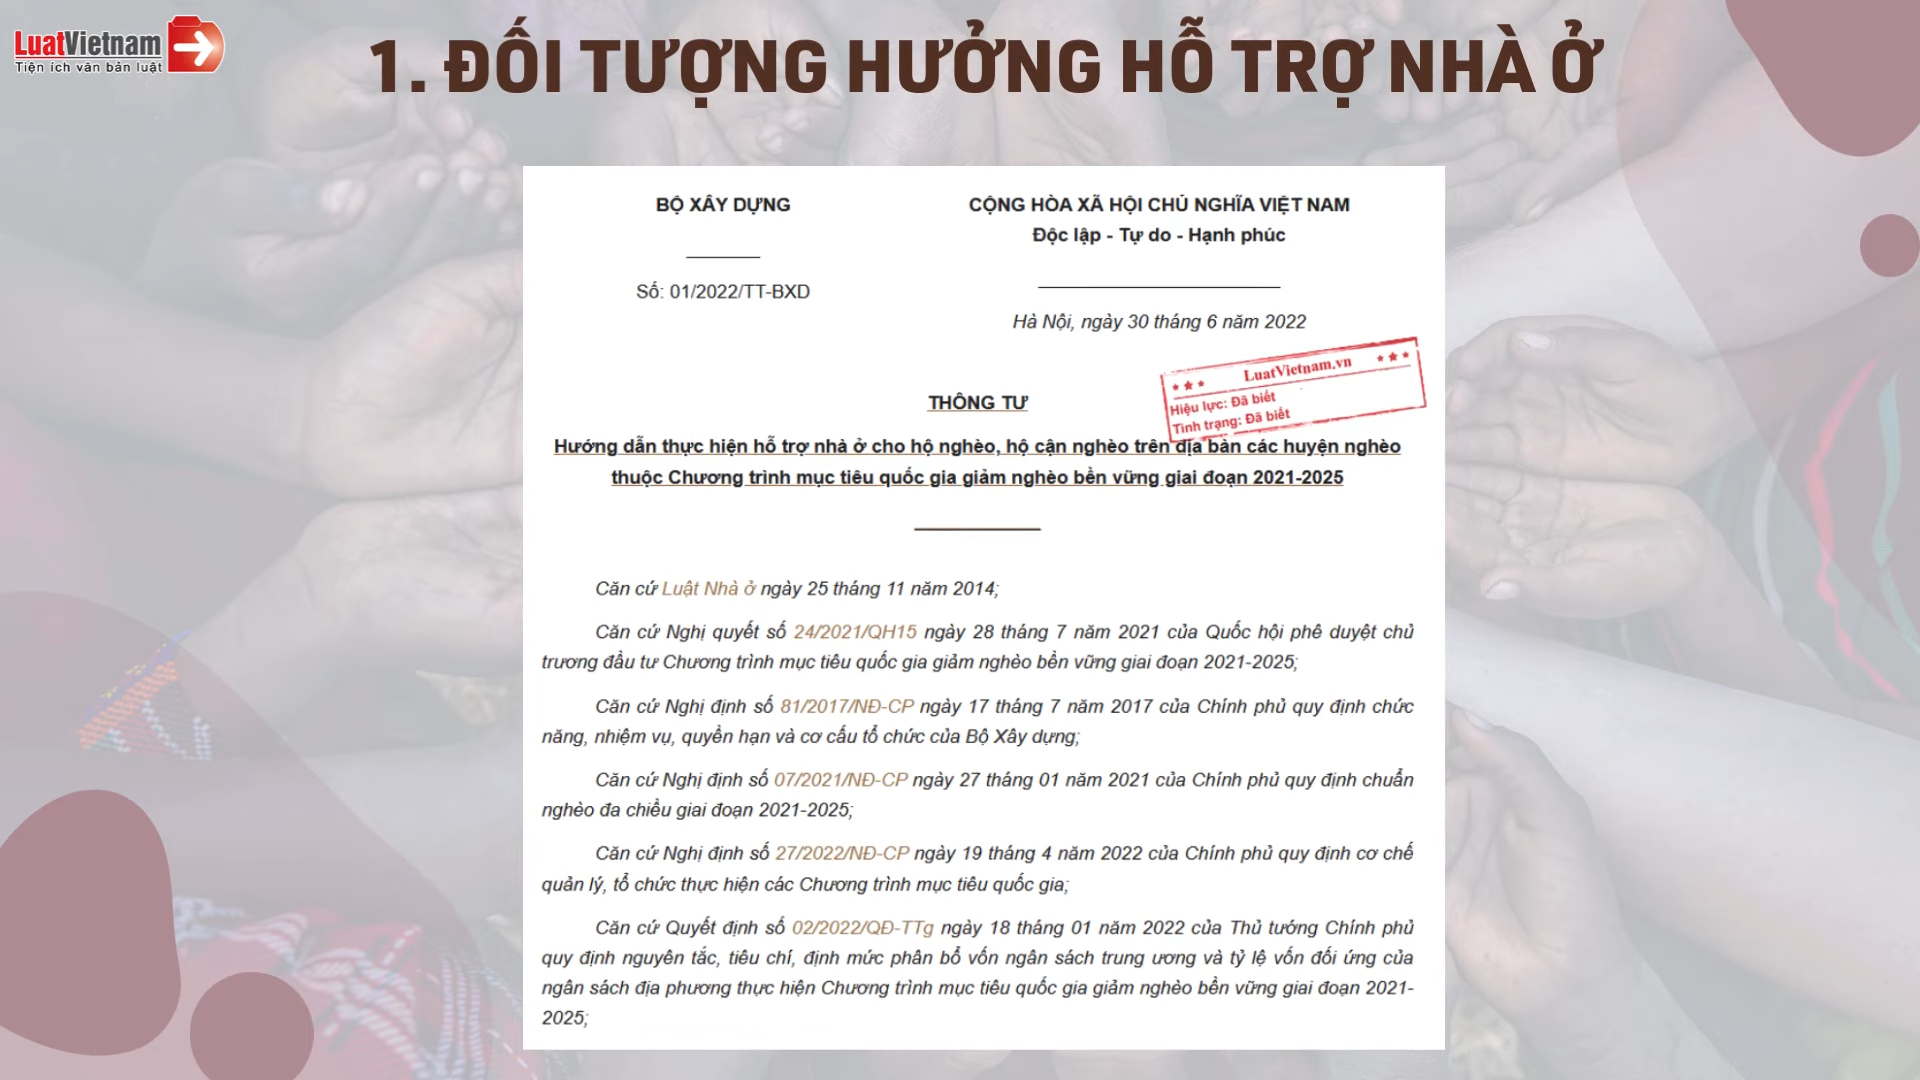 LuatVietnam
Tiện ích văn bản luật
1. ĐỐI TƯỢNG HƯỞNG HỖ TRỢ NHÀ Ở
BỘ XÂY DỰNG
Số: 01/2022/TT-BXD
CỘNG HÒA XÃ HỘI CHỦ NGHĨA VIỆT NAM
Độc lập - Tự do - Hạnh phúc
Hà Nội, ngày 30 tháng 6 năm 2022
LuatVietnam.vn
Hiệu lực: Đã biết
Tình trạng: Đã biết
THÔNG TƯ
Hướng dẫn thực hiện hỗ trợ nhà ở cho hộ nghèo, hộ cận nghèo trên địa bàn các huyện nghèo
thuộc Chương trình mục tiêu quốc gia giảm nghèo bền vững giai đoạn 2021-2025
Căn cứ Luật Nhà ở ngày 25 tháng 11 năm 2014;
Căn cứ Nghị quyết số 24/2021/QH15 ngày 28 tháng 7 năm 2021 của Quốc hội phê duyệt chủ
trương đầu tư Chương trình mục tiêu quốc gia giảm nghèo bền vững giai đoạn 2021-2025;
Căn cứ Nghị định số 81/2017/NĐ-CP ngày 17 tháng 7 năm 2017 của Chính phủ quy định chức
năng, nhiệm vụ, quyền hạn và cơ cấu tổ chức của Bộ Xây dựng;
Căn cứ Nghị định số 07/2021/NĐ-CP ngày 27 tháng 01 năm 2021 của Chính phủ quy định chuẩn
nghèo đa chiều giai đoạn 2021-2025;
Căn cứ Nghị định số 27/2022/NĐ-CP ngày 19 tháng 4 năm 2022 của Chính phủ quy định cơ chế
quản lý, tổ chức thực hiện các Chương trình mục tiêu quốc gia;
Căn cứ Quyết định số 02/2022/QĐ-TTg ngày 18 tháng 01 năm 2022 của Thủ tướng Chính phủ
quy định nguyên tắc, tiêu chí, định mức phân bổ vốn ngân sách trung ương và tỷ lệ vốn đối ứng của
ngân sách địa phương thực hiện Chương trình mục tiêu quốc gia giảm nghèo bền vững giai đoạn 2021-
2025;